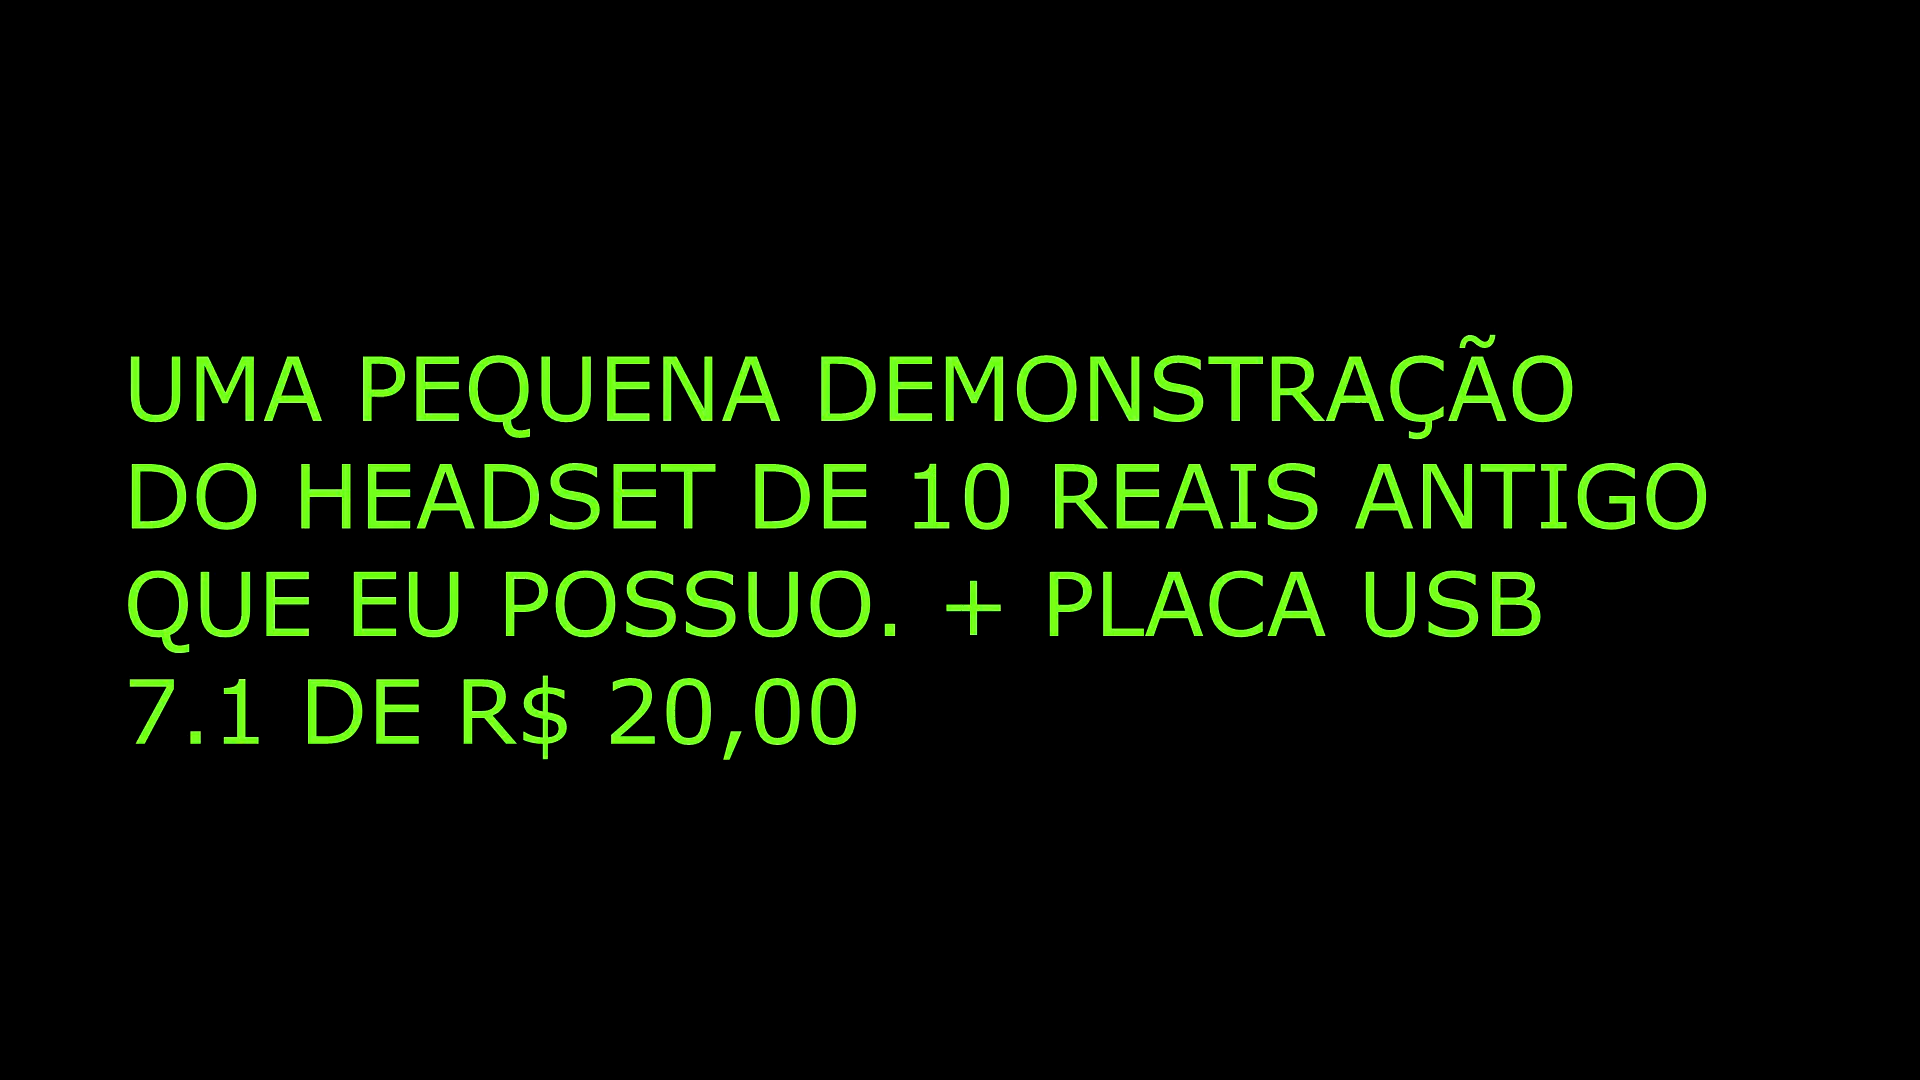 UMA PEQUENA DEMONSTRAÇÃO
DO HEADSET DE 10 REAIS ANTIGO
QUE EU POSSUO. + PLACA USB
7.1 DE R$ 20,00